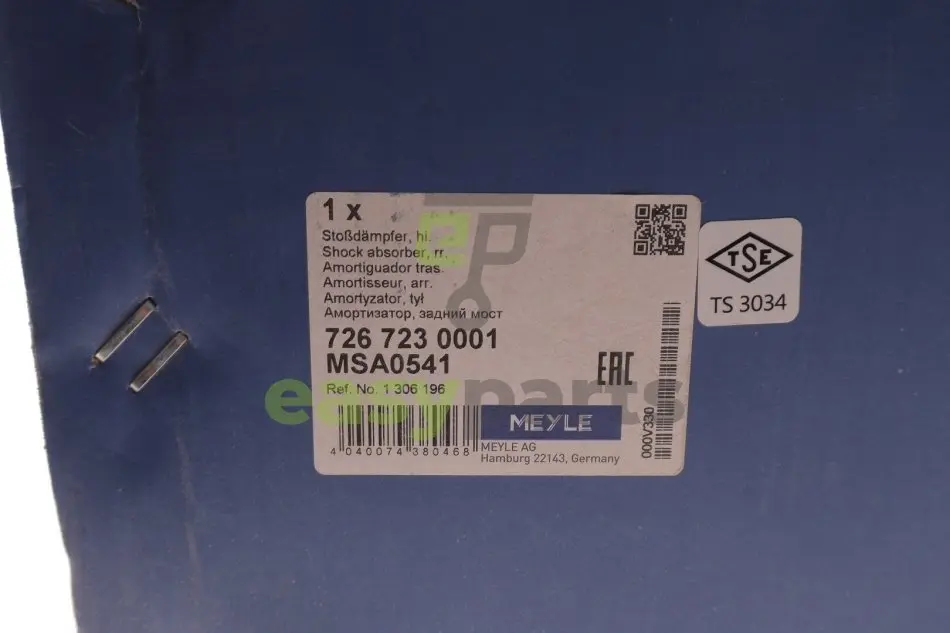 1 x
Stoßdämpfer, hi.
Shock absorber, rr.
Amortiguador tras.
Amortisseur, arr.
Amortyzator, tył
Амортизатор, задний мост
726 723 0001
MSA0541
Ref. No. 1 306 196
EAC
easyparts
MEYLE
MEYLE AG
Hamburg 22143, Germany
4 040074 380468
000V330
TSE
TS 3034
eP